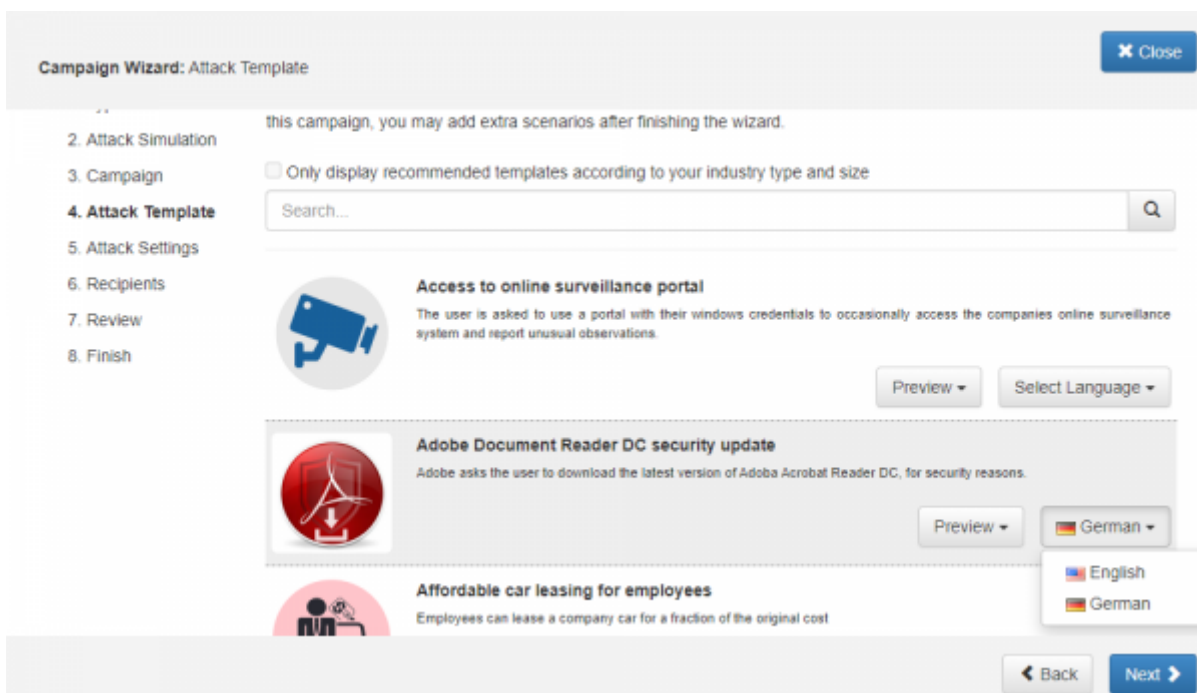 Campaign Wizard: Attack Template
Close
2. Attack Simulation
3. Campaign
4. Attack Template
5. Attack Settings
6. Recipients
7. Review
8. Finish
this campaign, you may add extra scenarios after finishing the wizard.
Only display recommended templates according to your industry type and size
Search...
Access to online surveillance portal
The user is asked to use a portal with their windows credentials to occasionally access the companies online surveillance
system and report unusual observations.
Preview
Select Language
Adobe Document Reader DC security update
Adobe asks the user to download the latest version of Adoba Acrobat Reader DC, for security reasons.
Preview
German
English
German
Affordable car leasing for employees
Employees can lease a company car for a fraction of the original cost
Back
Next